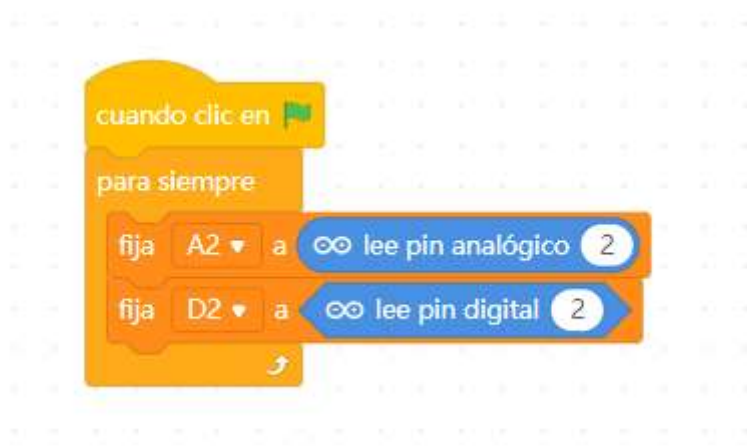 cuando clic en
para siempre
fija A2 a lee pin analógico 2
fija D2 a lee pin digital 2